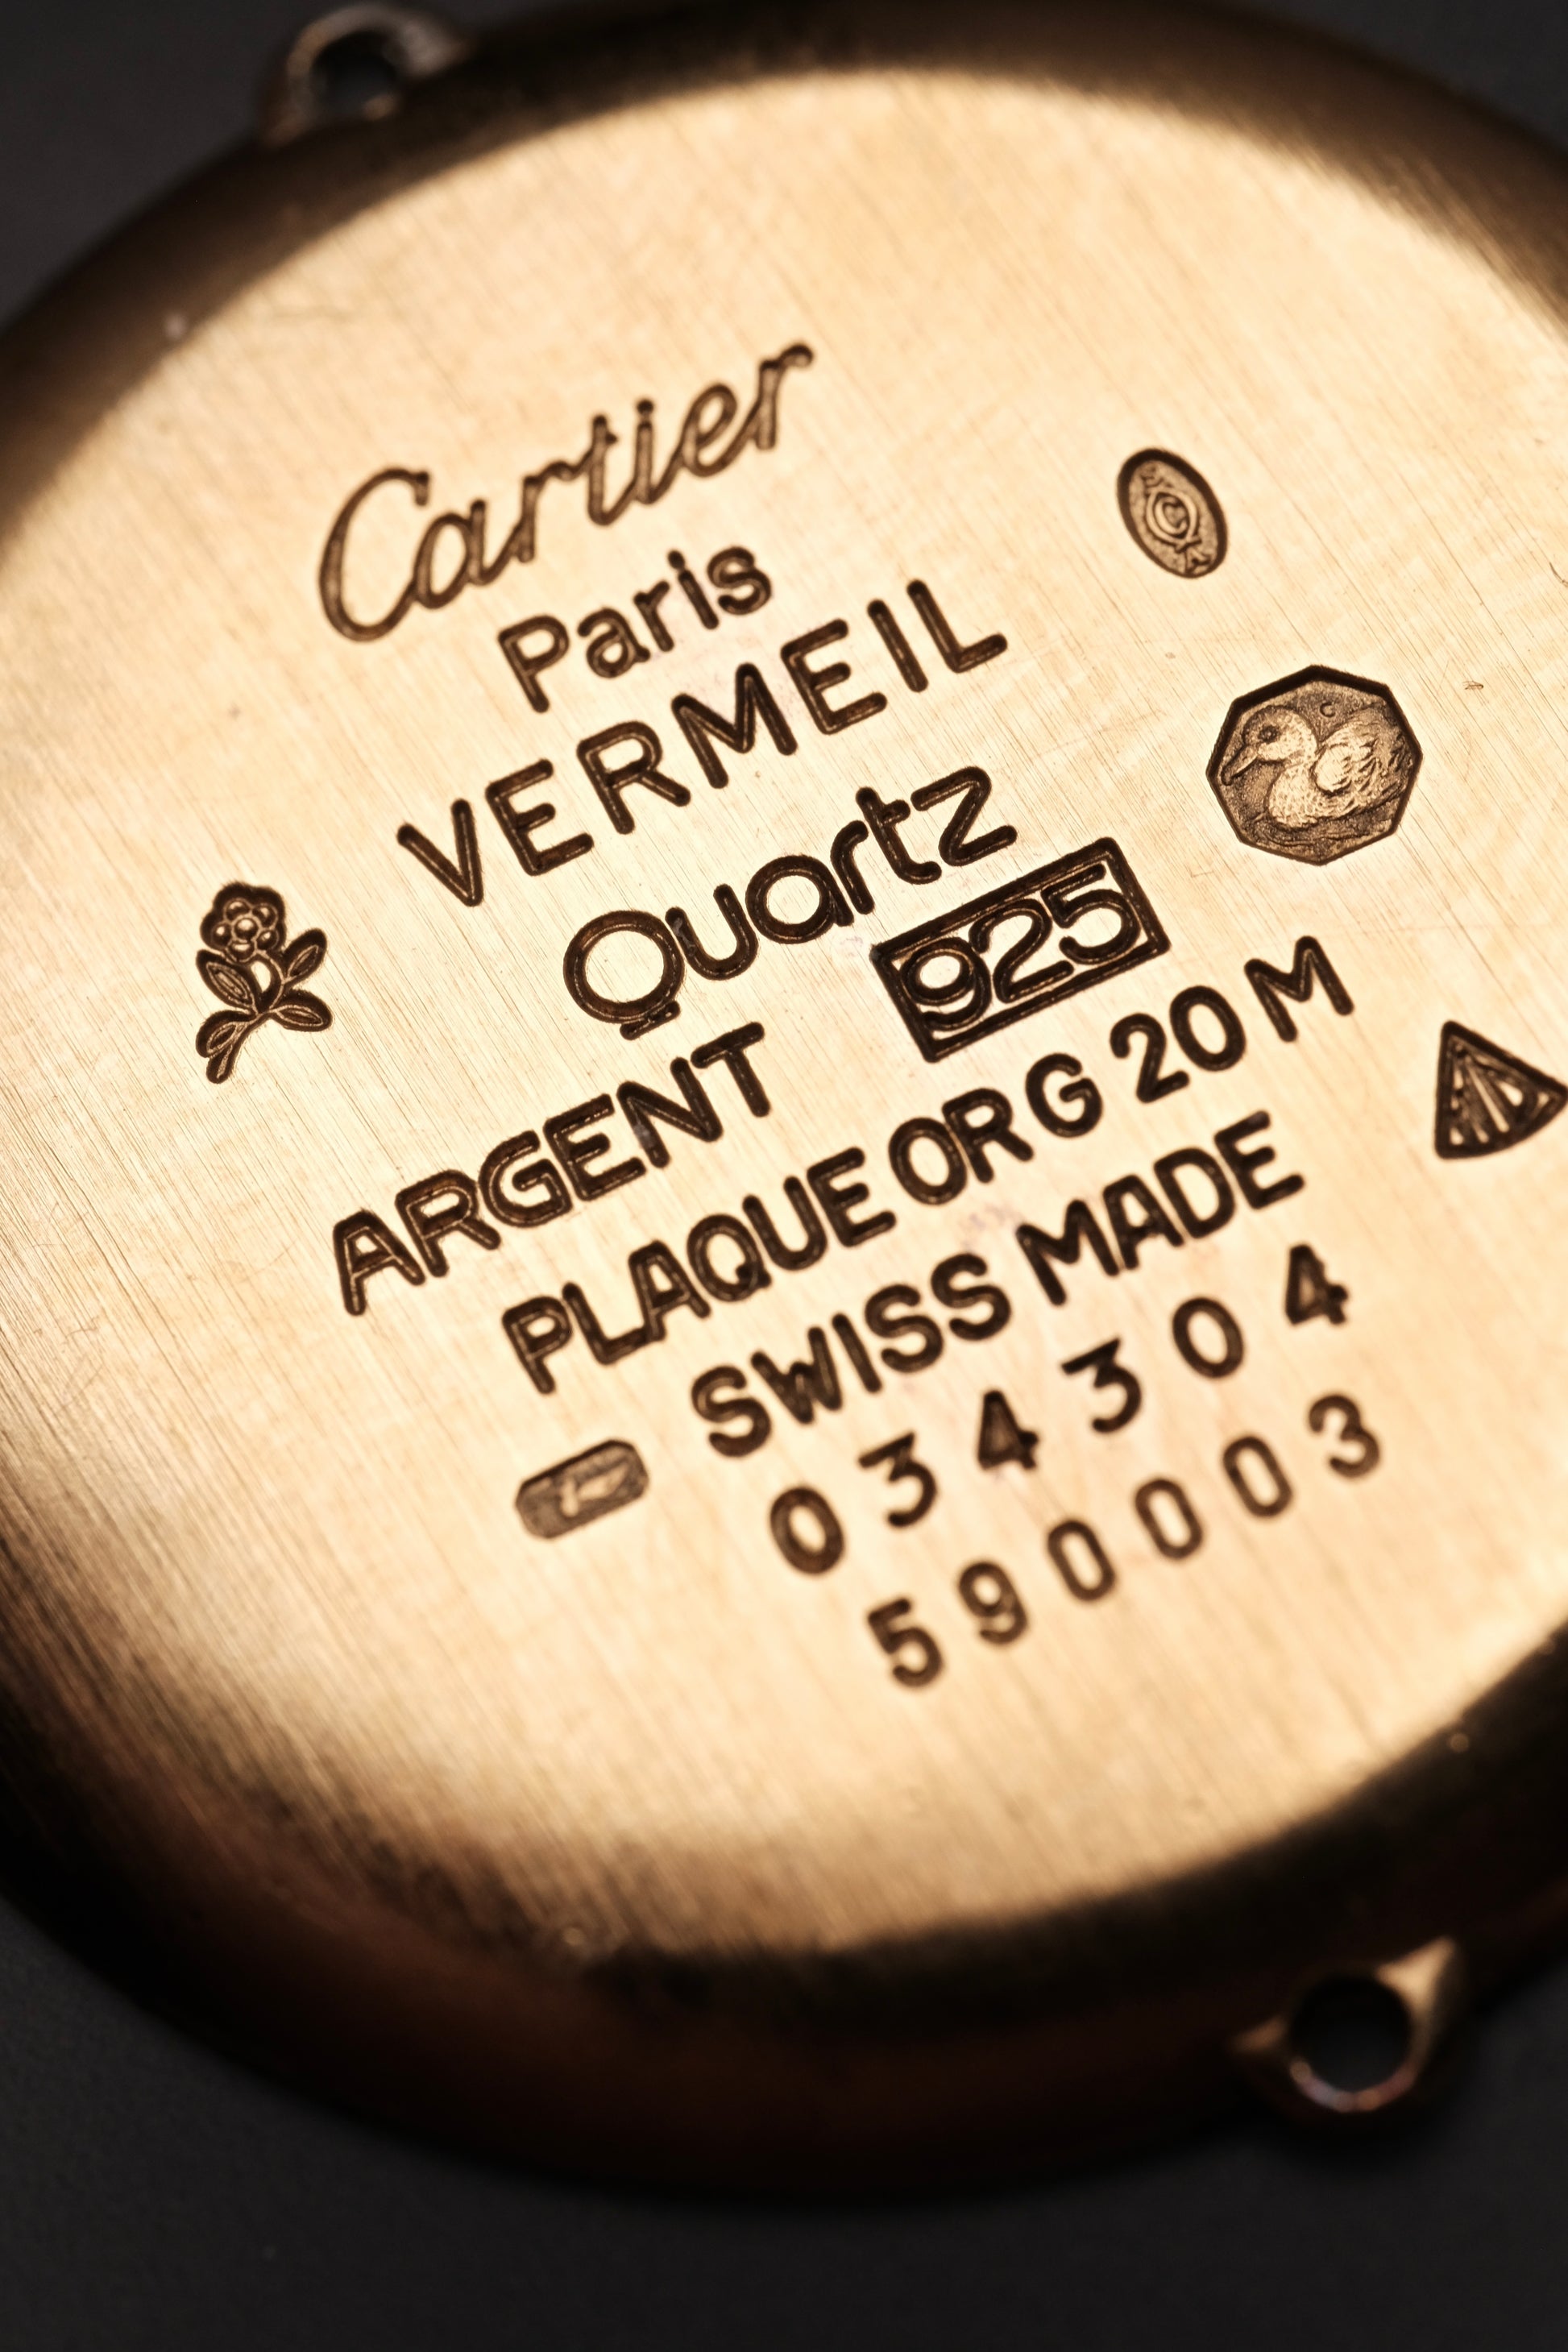 Cartier
Paris
VERMEIL
Quartz
ARGENT 925
PLAQUE OR G 20 M
SWISS MADE
034304
590003